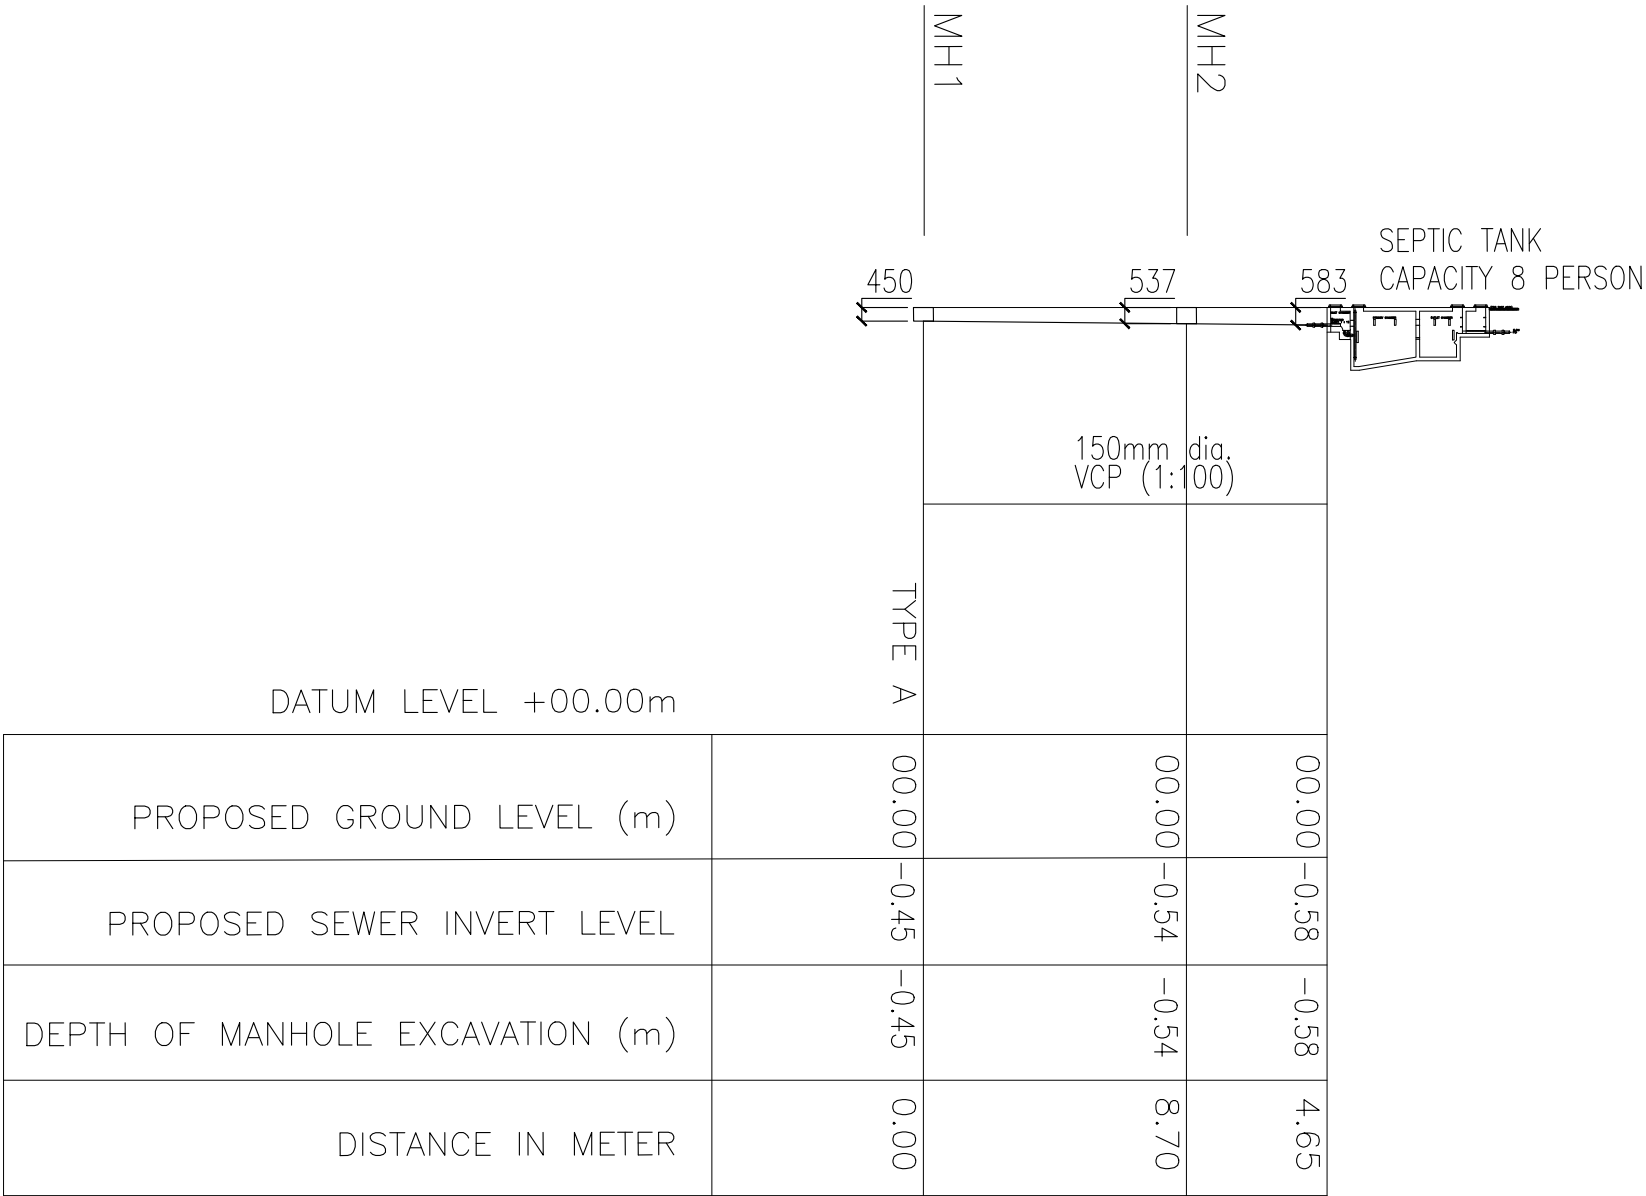 MH1
MH2
SEPTIC TANK
CAPACITY 8 PERSON
450
537
583
150mm dia.
VCP (1:100)
TYPE A
DATUM LEVEL +00.00m
PROPOSED GROUND LEVEL (m) 00.00 00.00 00.00
PROPOSED SEWER INVERT LEVEL -0.45 -0.54 -0.58
DEPTH OF MANHOLE EXCAVATION (m) -0.45 -0.54 -0.58
DISTANCE IN METER 0.00 8.70 4.65